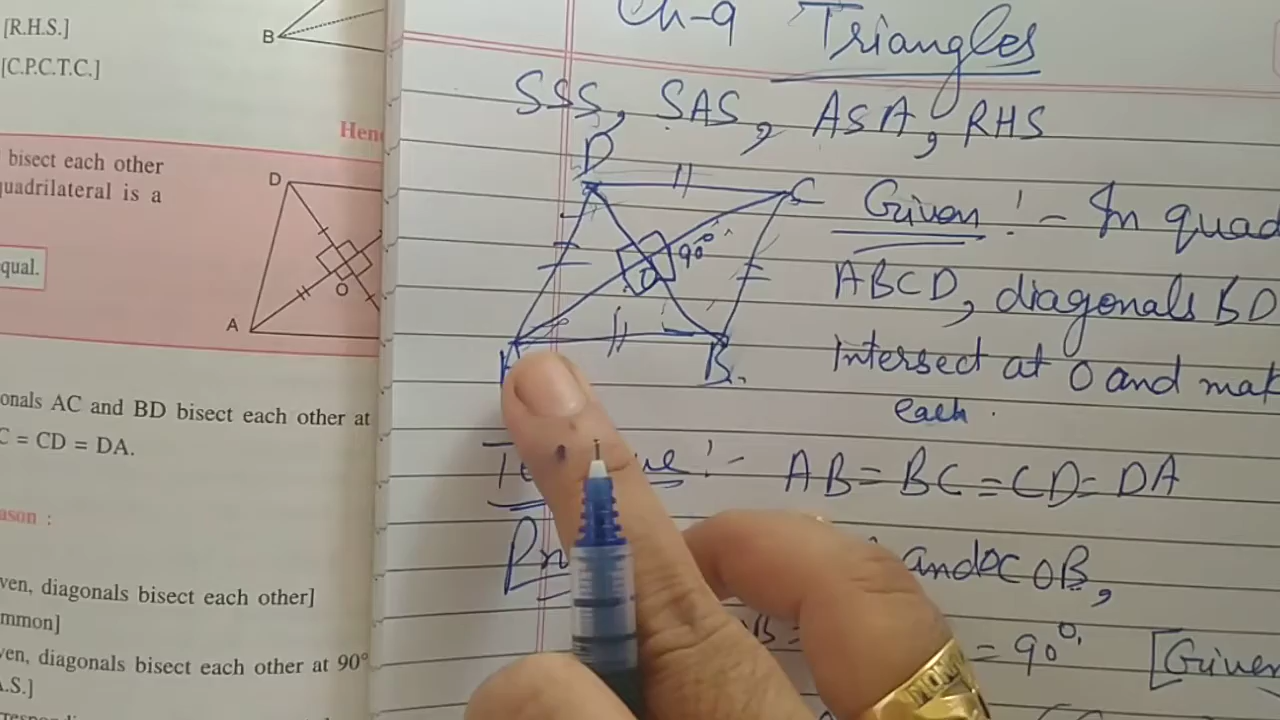 [R.H.S.]
[C.P.C.T.C.]
B
bisect each other
quadrilateral is a
D
A
O
qual.
onals AC and BD bisect each other at
C = CD = DA.
ason :
ven, diagonals bisect each other]
mmon]
ven, diagonals bisect each other at 90°
.S.]
Ch-9 Triangles
SSS, SAS, ASA, RHS
D
C
90°
O
B.
Given :- In quad
ABCD, diagonals BD
Intersect at O and mak
each
:- AB = BC = CD = DA
and COB,
= 90°, [Given